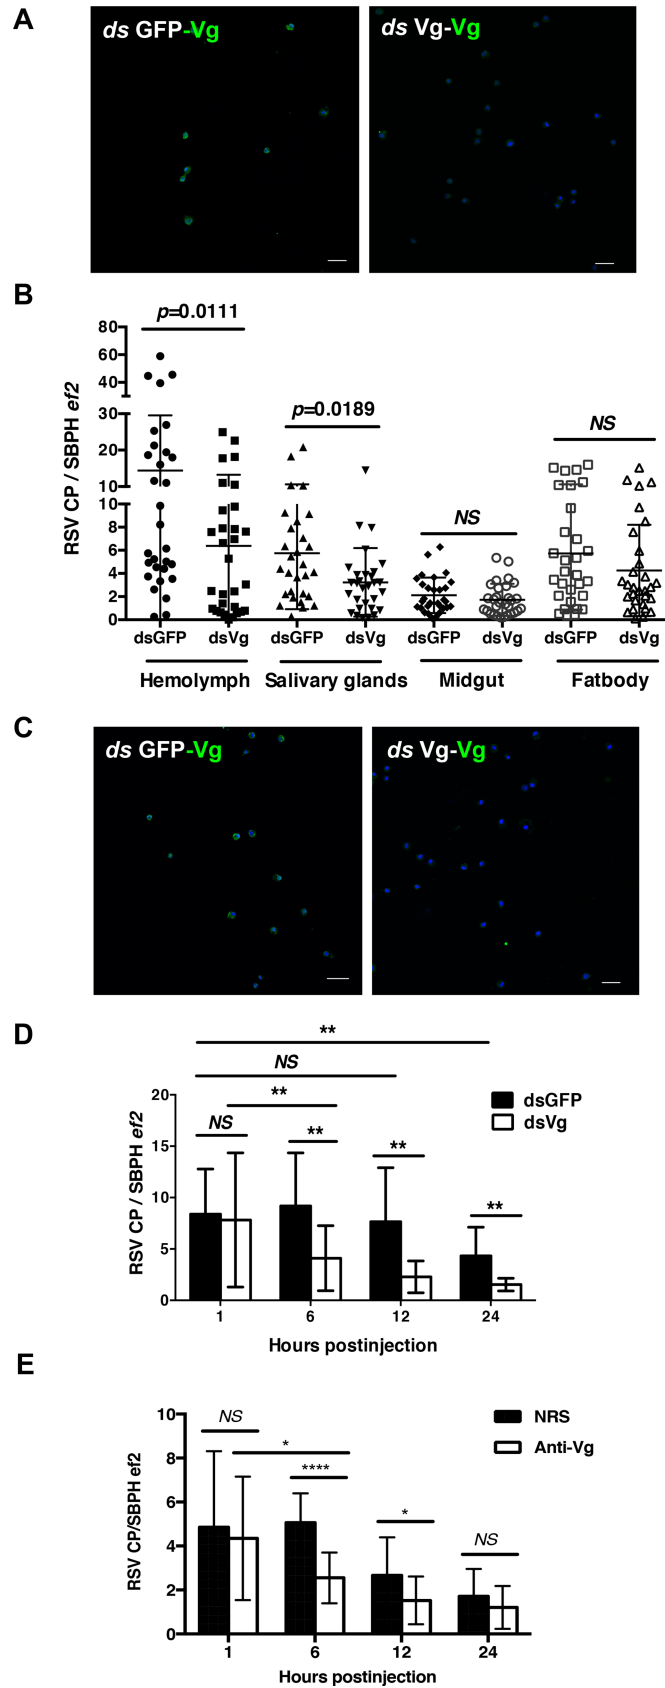 A
ds GFP-Vg
ds Vg-Vg
B
p=0.0111
p=0.0189
NS
NS
RSV CP / SBPH ef2
80
60
40
30
20
10
10
8
6
4
2
0
dsGFP dsVg dsGFP dsVg dsGFP dsVg dsGFP dsVg
Hemolymph Salivary glands Midgut Fatbody
C
ds GFP-Vg
ds Vg-Vg
D
**
NS
**
NS
**
**
**
dsGFP
dsVg
RSV CP / SBPH ef2
20
15
10
5
0
1 6 12 24
Hours postinjection
E
NS
*
****
*
NS
NRS
Anti-Vg
RSV CP/SBPH ef2
10
8
6
4
2
0
1 6 12 24
Hours postinjection